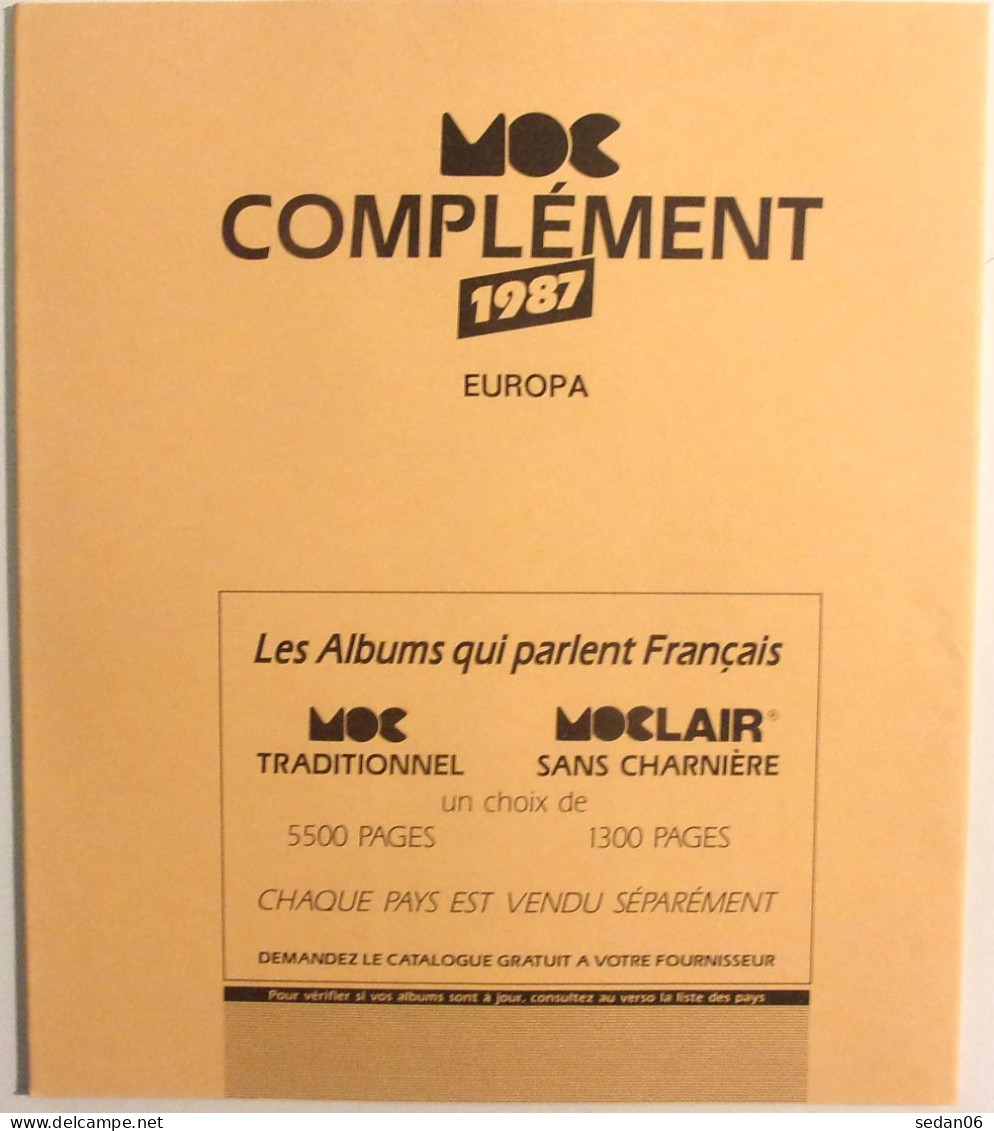 MOC
COMPLÉMENT
1987
EUROPA
Les Albums qui parlent Français
MOC MOCLAIR®
TRADITIONNEL SANS CHARNIÈRE
un choix de
5500 PAGES 1300 PAGES
CHAQUE PAYS EST VENDU SÉPARÉMENT
DEMANDEZ LE CATALOGUE GRATUIT A VOTRE FOURNISSEUR
Pour vérifier si vos albums sont à jour, consultez au verso la liste des pays
delcampe.net
sedan06